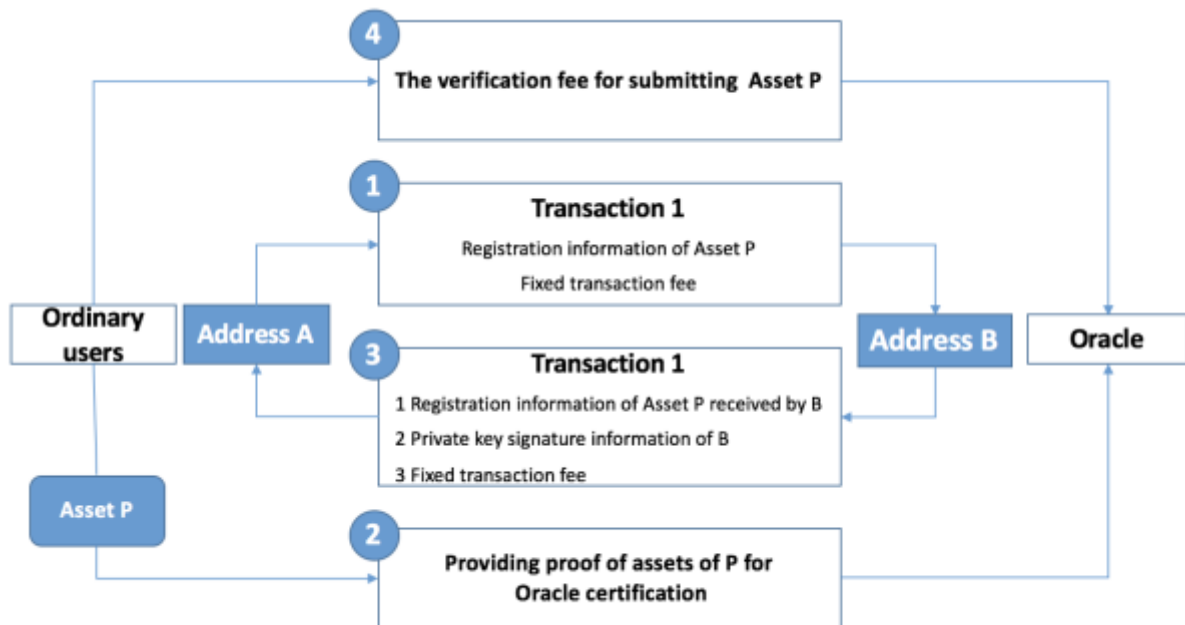 4
The verification fee for submitting Asset P
1
Transaction 1
Registration information of Asset P
Fixed transaction fee
Ordinary
users
Address A
Address B
Oracle
3
Transaction 1
1 Registration information of Asset P received by B
2 Private key signature information of B
3 Fixed transaction fee
Asset P
2
Providing proof of assets of P for
Oracle certification